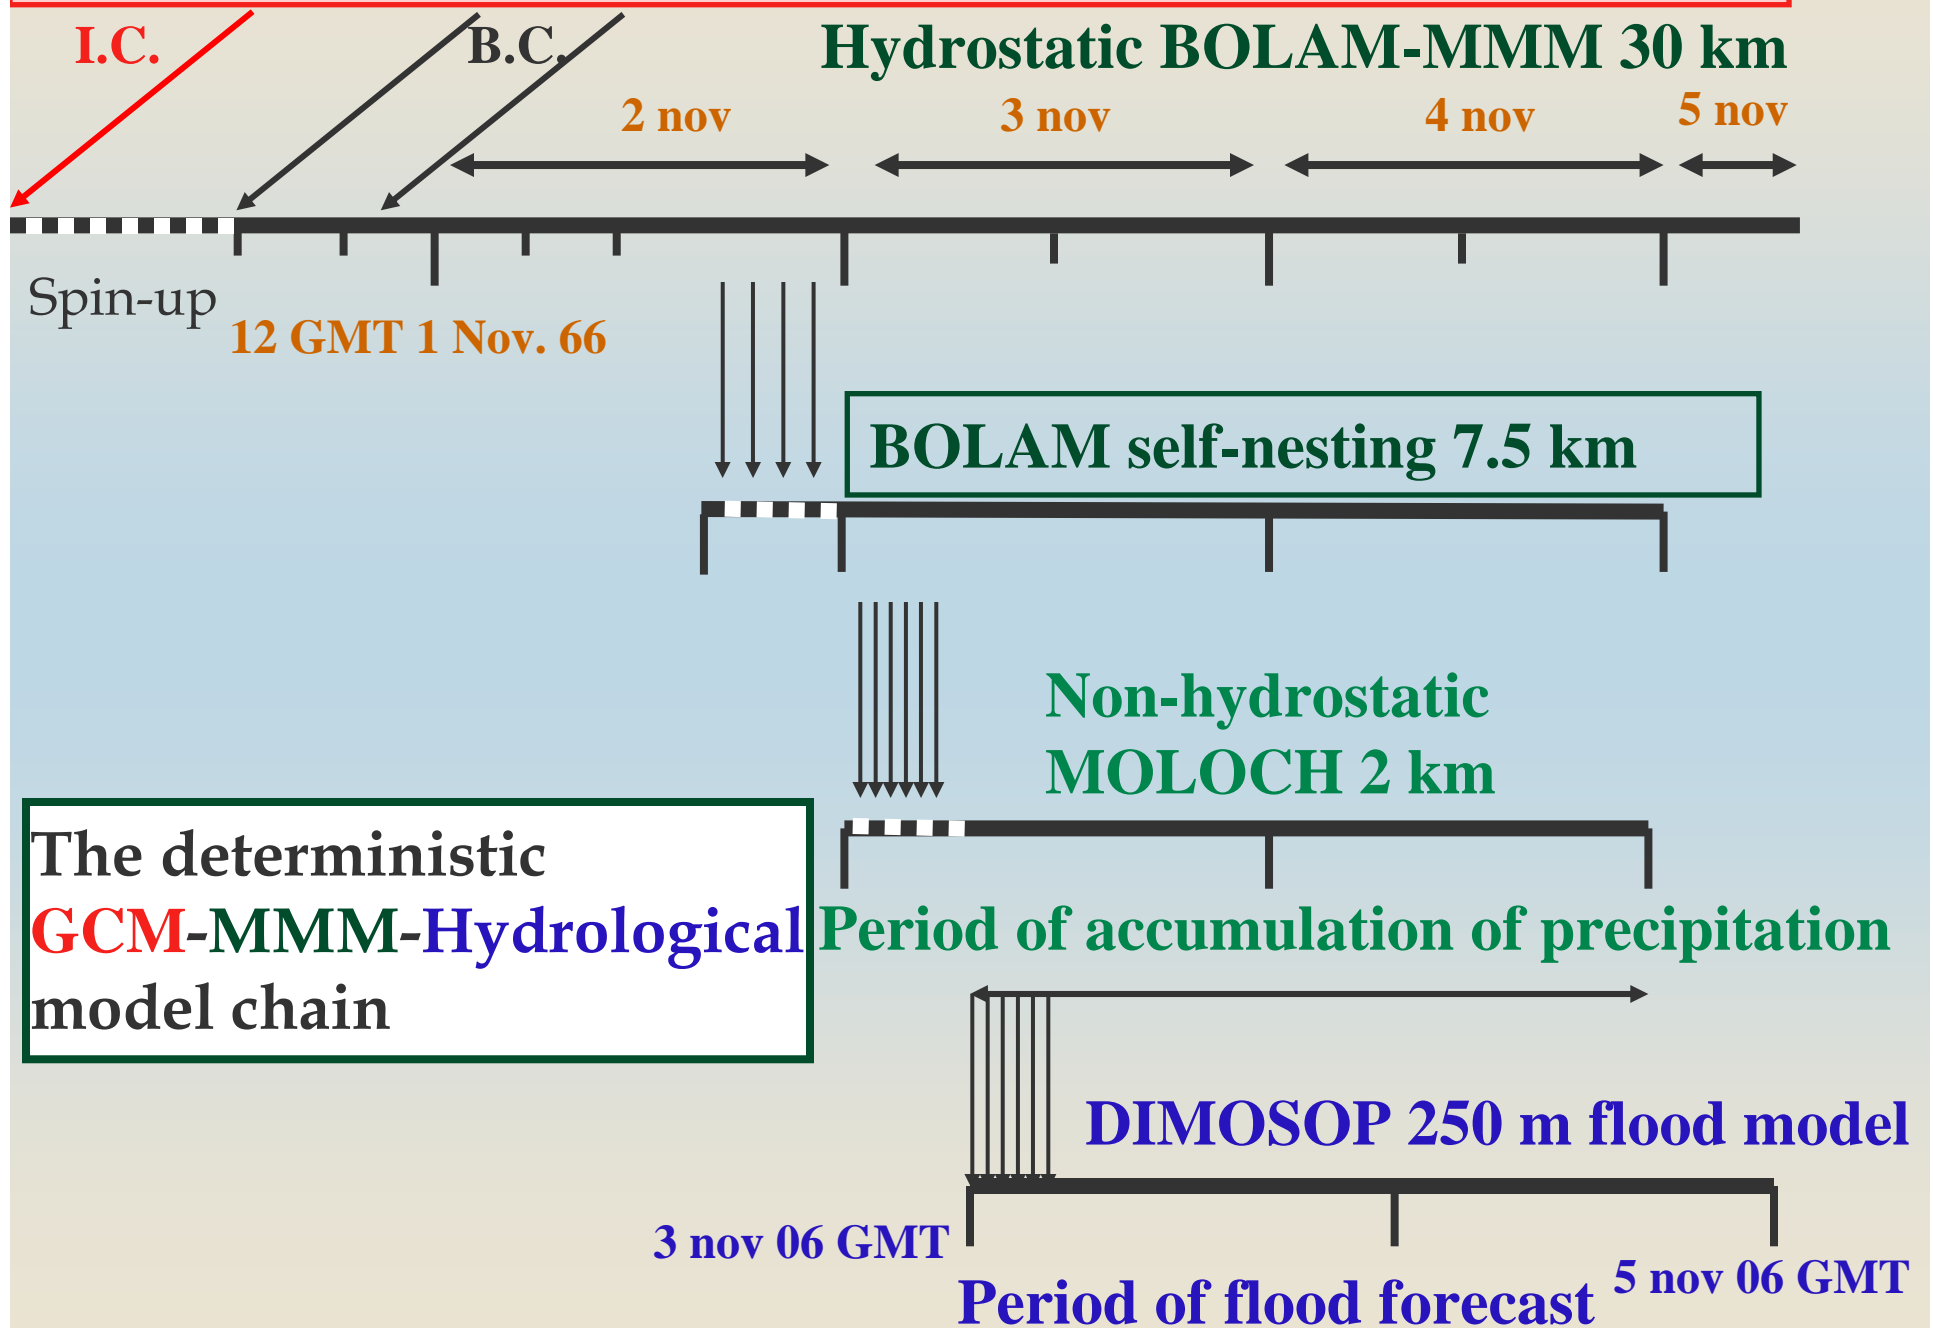 I.C.
B.C.
Hydrostatic BOLAM-MMM 30 km
2 nov
3 nov
4 nov
5 nov
Spin-up
12 GMT 1 Nov. 66
BOLAM self-nesting 7.5 km
Non-hydrostatic
MOLOCH 2 km
The deterministic
GCM-MMM-Hydrological
model chain
Period of accumulation of precipitation
DIMOSOP 250 m flood model
3 nov 06 GMT
5 nov 06 GMT
Period of flood forecast